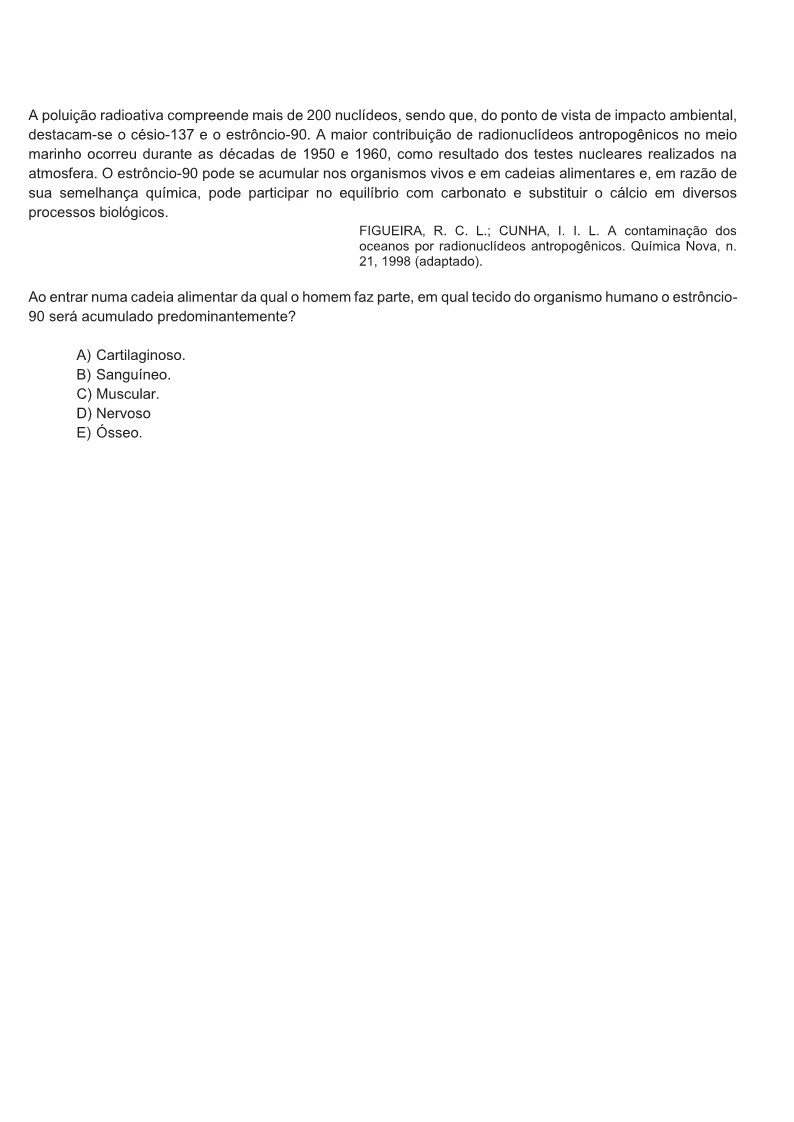 A poluição radioativa compreende mais de 200 nuclídeos, sendo que, do ponto de vista de impacto ambiental,
destacam-se o césio-137 e o estrôncio-90. A maior contribuição de radionuclídeos antropogênicos no meio
marinho ocorreu durante as décadas de 1950 e 1960, como resultado dos testes nucleares realizados na
atmosfera. O estrôncio-90 pode se acumular nos organismos vivos e em cadeias alimentares e, em razão de
sua semelhança química, pode participar no equilíbrio com carbonato e substituir o cálcio em diversos
processos biológicos.
FIGUEIRA, R. C. L.; CUNHA, I. I. L. A contaminação dos
oceanos por radionuclídeos antropogênicos. Química Nova, n.
21, 1998 (adaptado).
Ao entrar numa cadeia alimentar da qual o homem faz parte, em qual tecido do organismo humano o estrôncio-
90 será acumulado predominantemente?
A) Cartilaginoso.
B) Sanguíneo.
C) Muscular.
D) Nervoso
E) Ósseo.